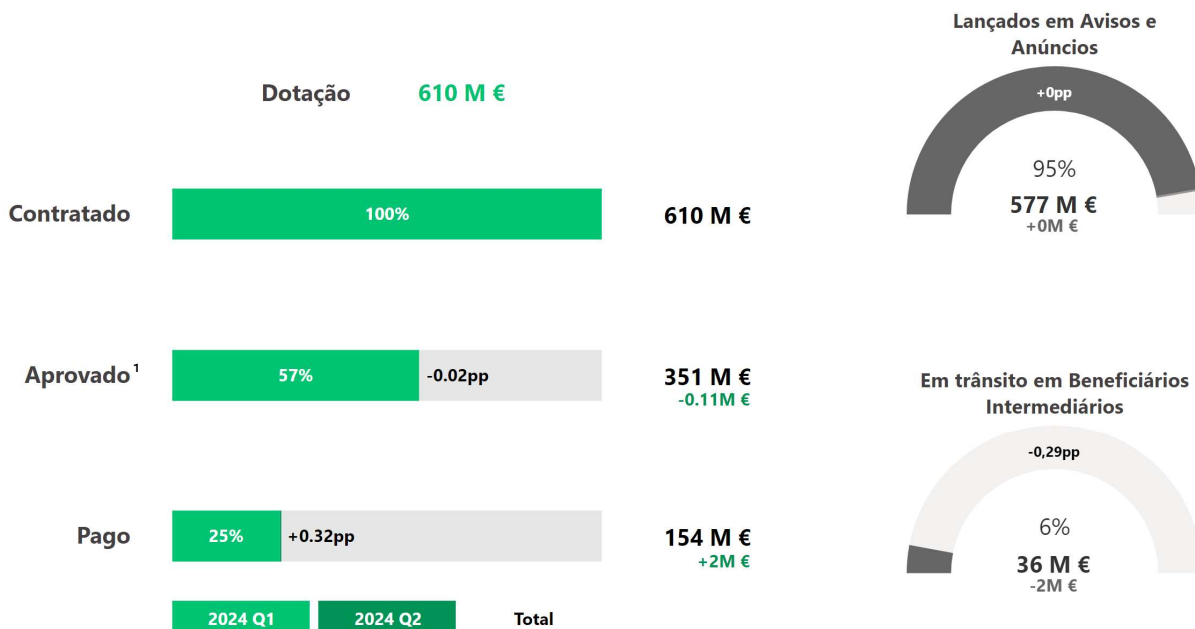 Dotação 610 M €
Contratado 100% 610 M €
Aprovado¹ 57% -0.02pp 351 M €
-0.11M €
Pago 25% +0.32pp 154 M €
+2M €
2024 Q1 2024 Q2 Total
Lançados em Avisos e
Anúncios
+0pp
95%
577 M €
+0M €
Em trânsito em Beneficiários
Intermediários
-0,29pp
6%
36 M €
-2M €